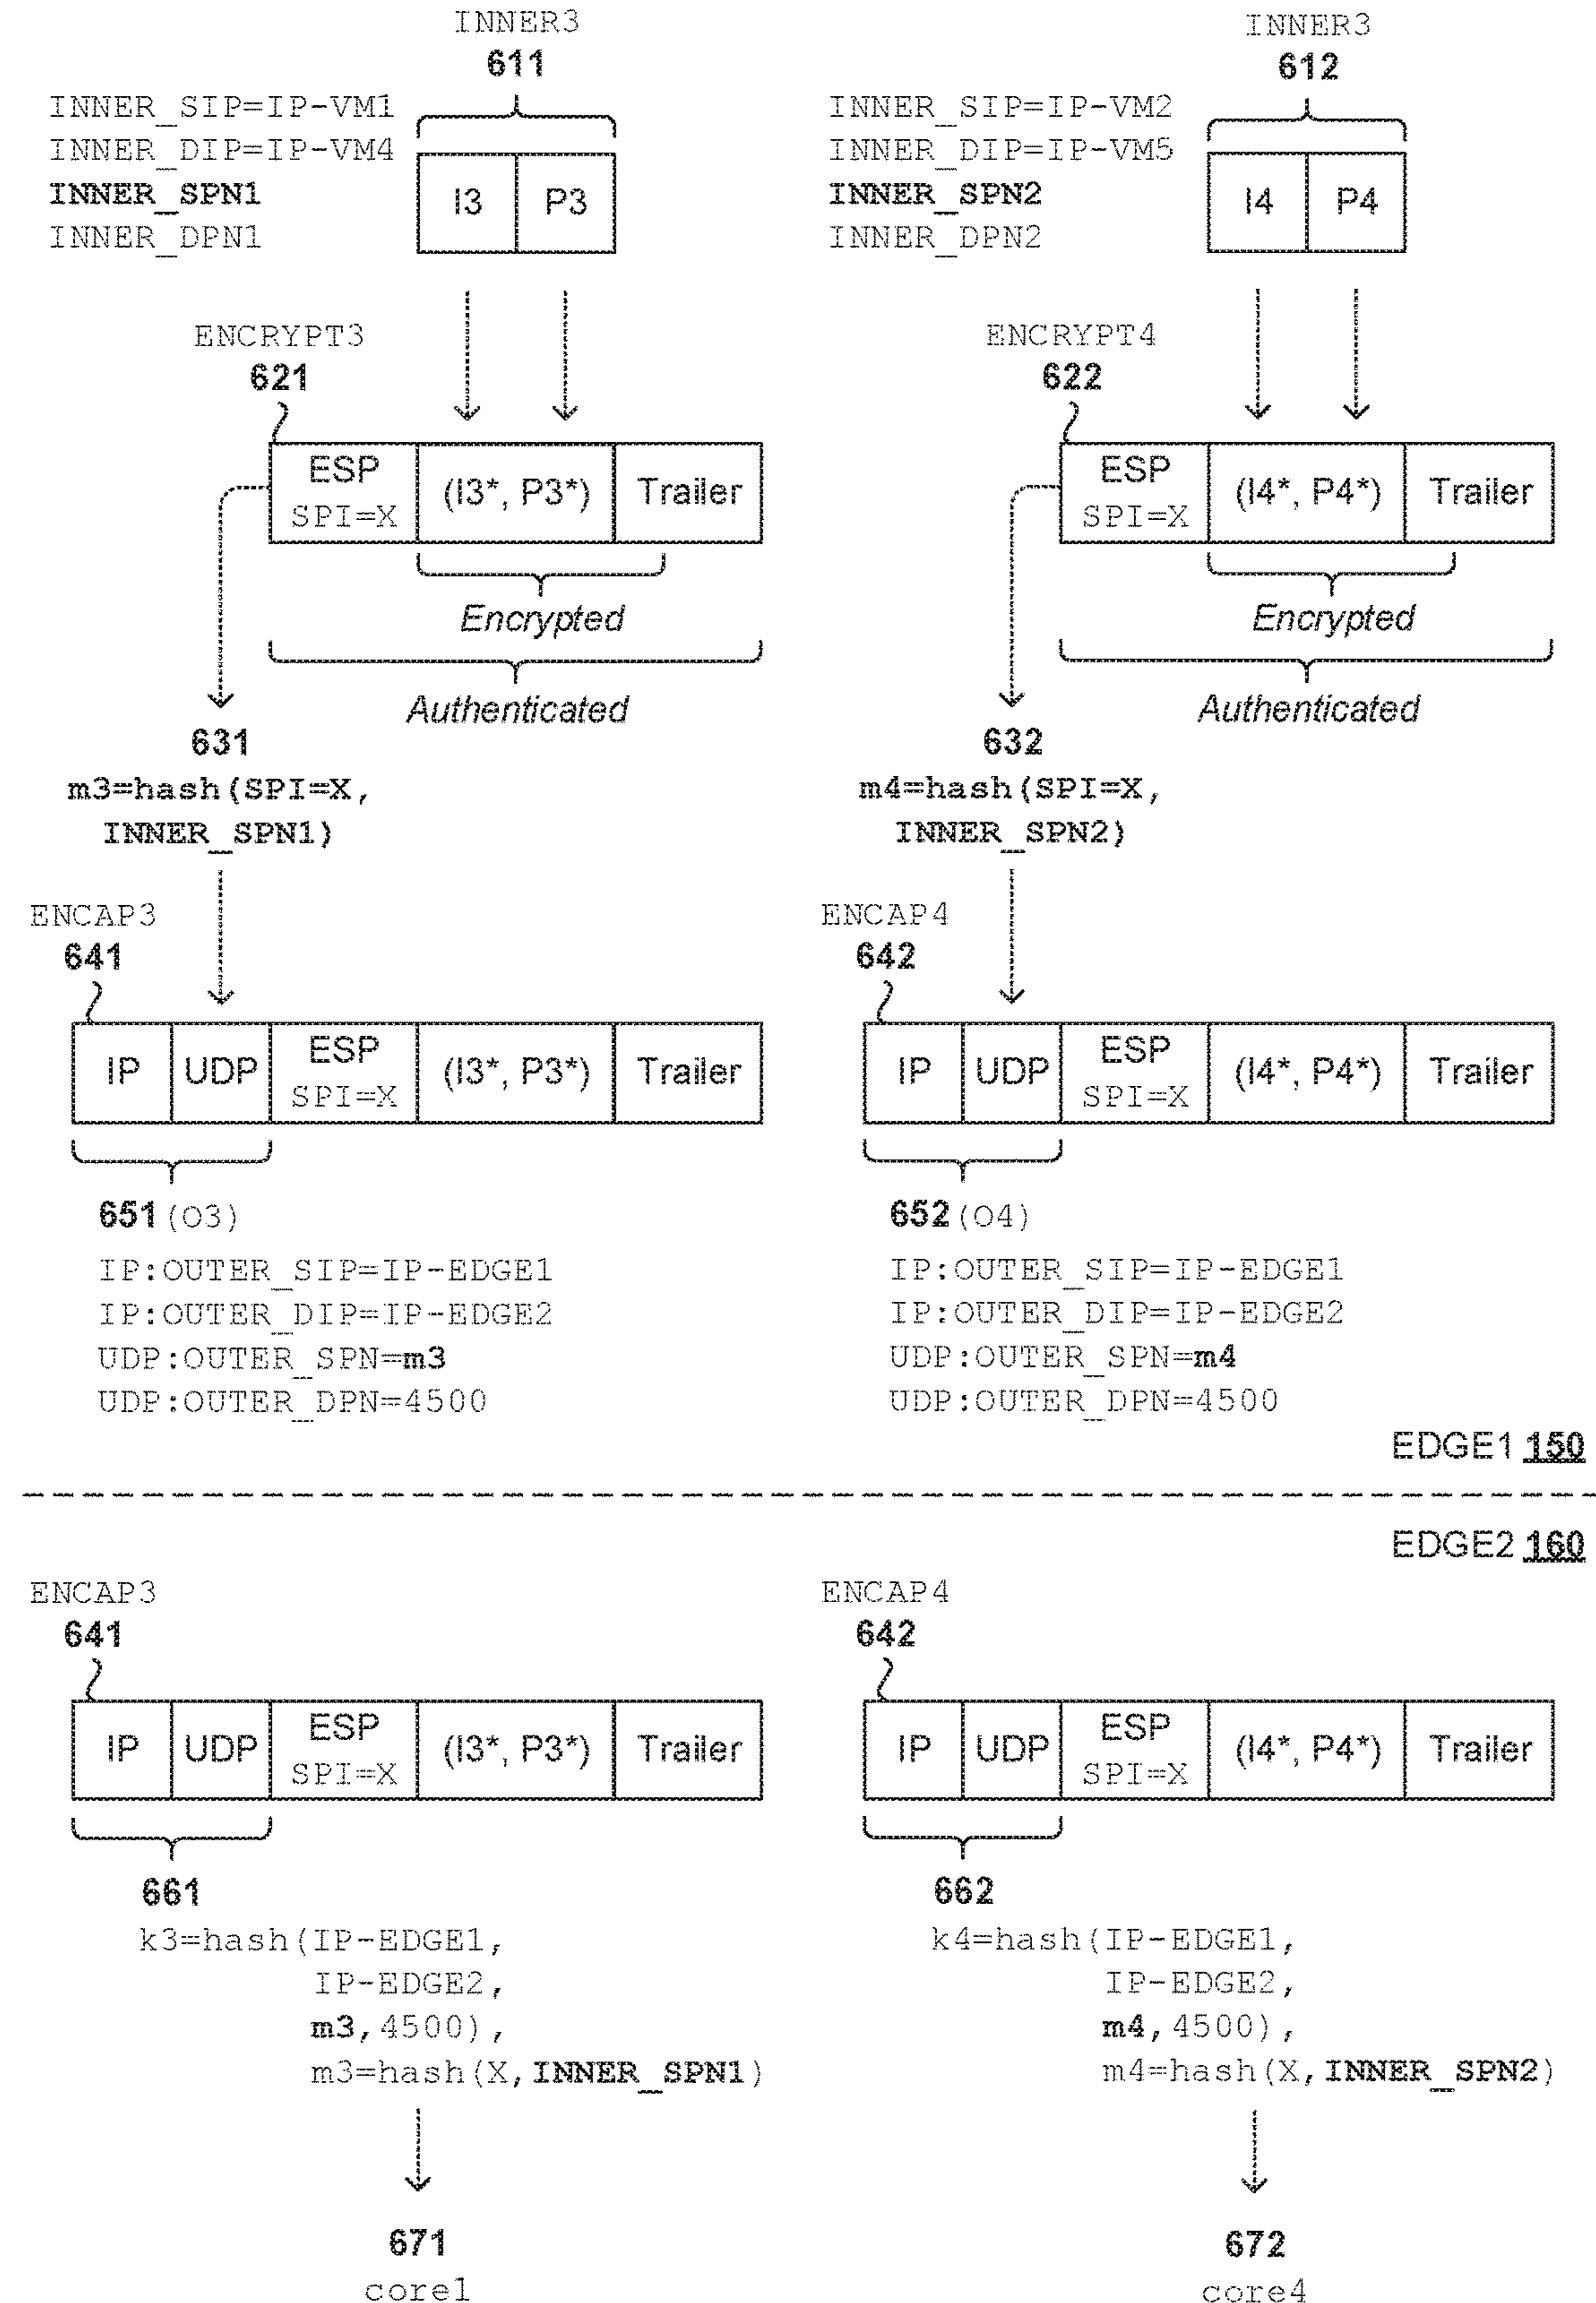 INNER3
611
INNER_SIP=IP-VM1
INNER_DIP=IP-VM4
INNER_SPN1
INNER_DPN1
I3 P3
INNER3
612
INNER_SIP=IP-VM2
INNER_DIP=IP-VM5
INNER_SPN2
INNER_DPN2
I4 P4
ENCRYPT3
621
ESP
SPI=X
(I3*, P3*)
Trailer
Encrypted
Authenticated
ENCRYPT4
622
ESP
SPI=X
(I4*, P4*)
Trailer
Encrypted
Authenticated
631
m3=hash(SPI=X,
INNER_SPN1)
632
m4=hash(SPI=X,
INNER_SPN2)
ENCAP3
641
IP
UDP
ESP
SPI=X
(I3*, P3*)
Trailer
651 (O3)
IP:OUTER_SIP=IP-EDGE1
IP:OUTER_DIP=IP-EDGE2
UDP:OUTER_SPN=m3
UDP:OUTER_DPN=4500
ENCAP4
642
IP
UDP
ESP
SPI=X
(I4*, P4*)
Trailer
652 (O4)
IP:OUTER_SIP=IP-EDGE1
IP:OUTER_DIP=IP-EDGE2
UDP:OUTER_SPN=m4
UDP:OUTER_DPN=4500
EDGE1 150
EDGE2 160
ENCAP3
641
IP
UDP
ESP
SPI=X
(I3*, P3*)
Trailer
661
k3=hash(IP-EDGE1,
IP-EDGE2,
m3,4500),
m3=hash(X,INNER_SPN1)
671
core1
ENCAP4
642
IP
UDP
ESP
SPI=X
(I4*, P4*)
Trailer
662
k4=hash(IP-EDGE1,
IP-EDGE2,
m4,4500),
m4=hash(X,INNER_SPN2)
672
core4